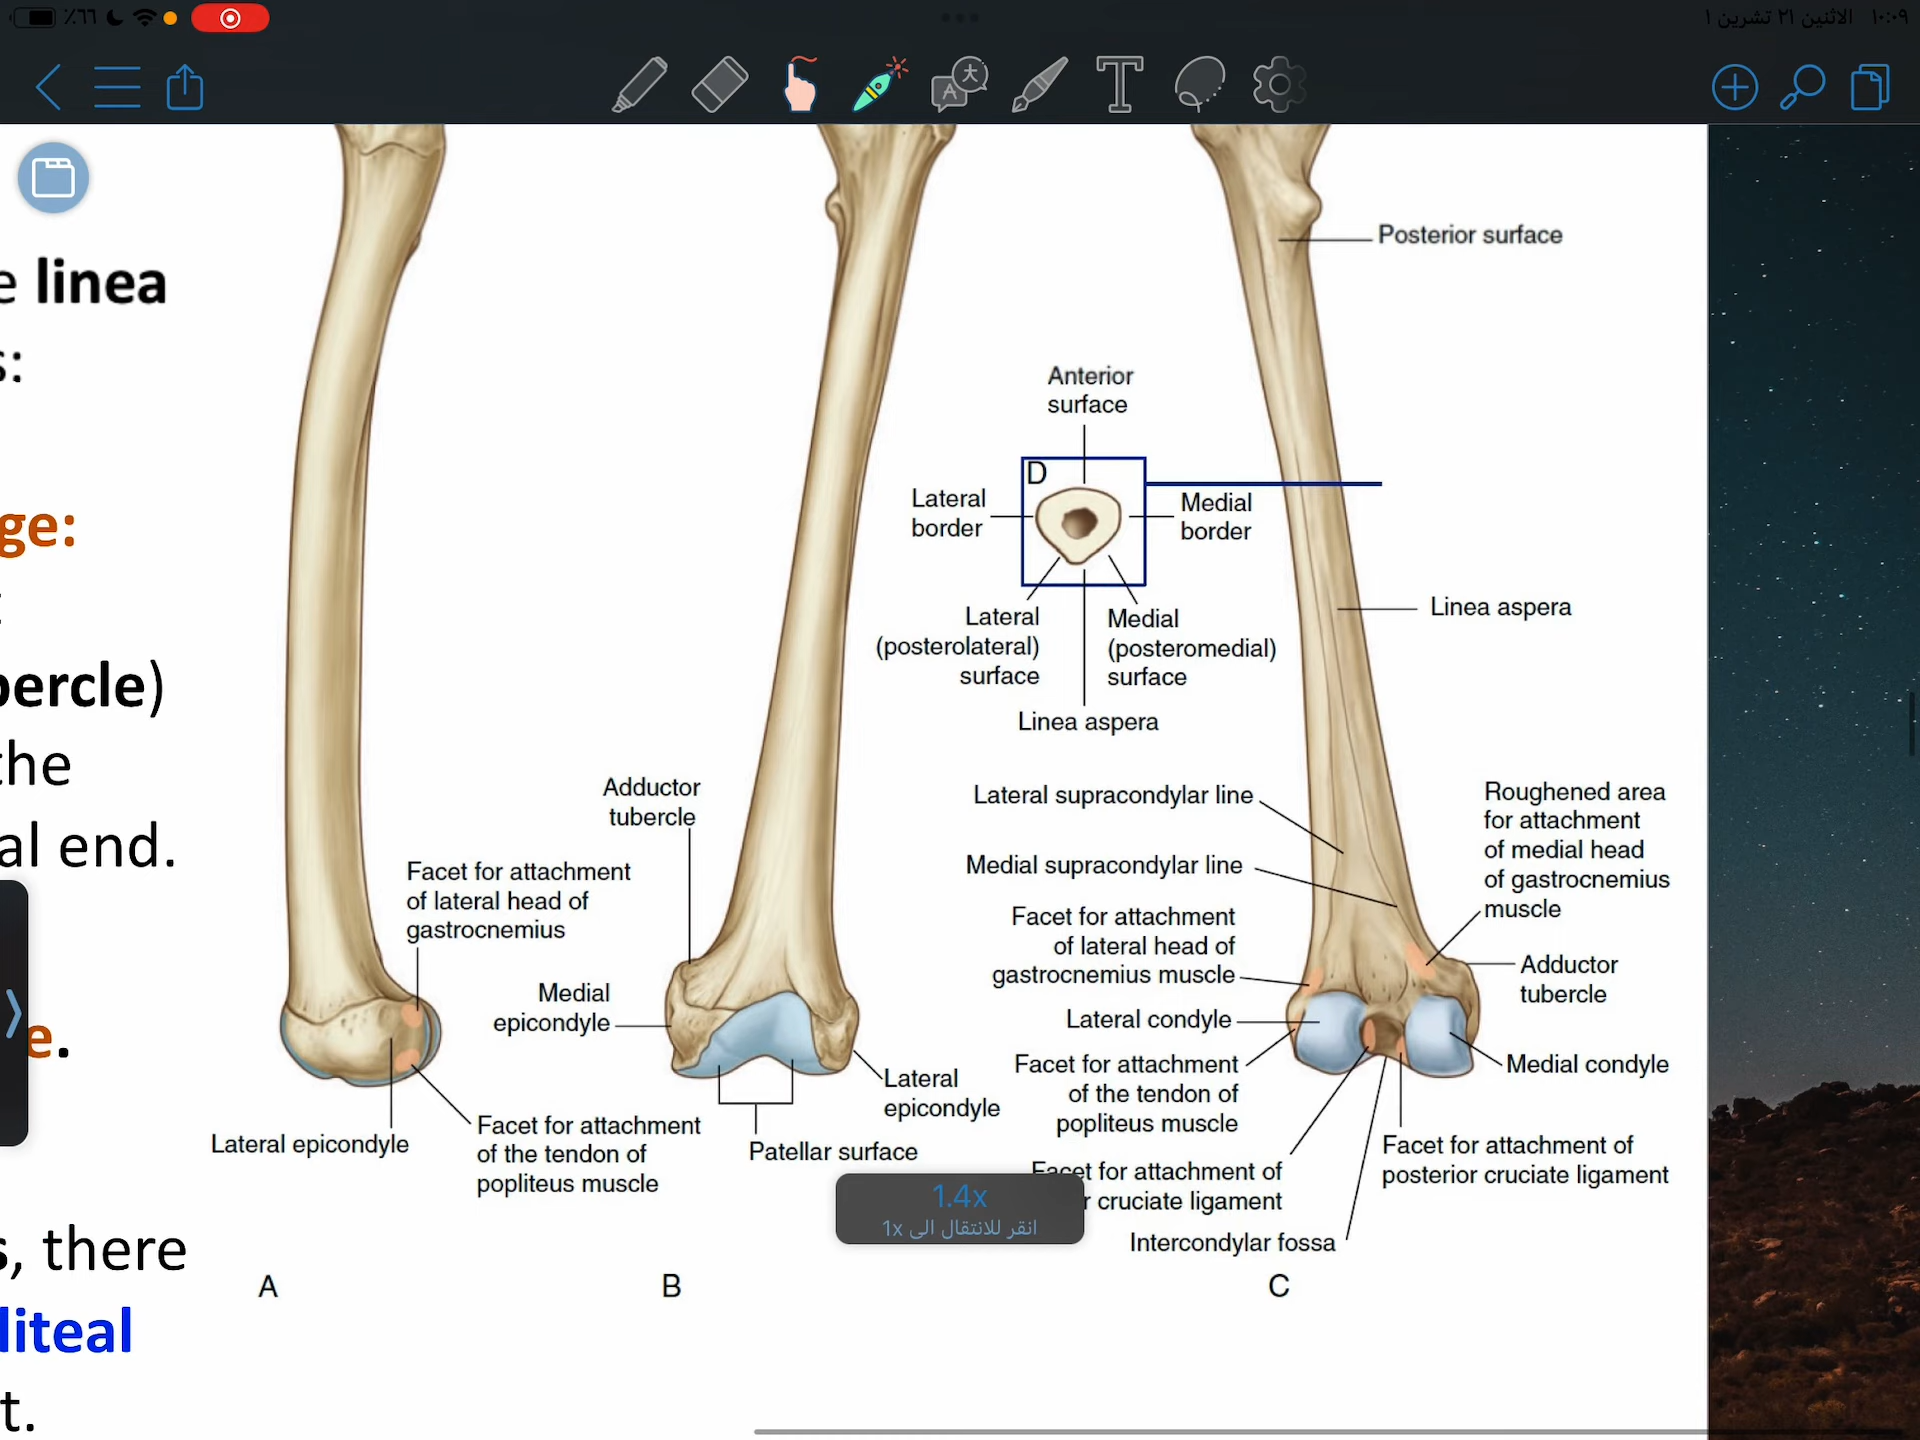 ٪٦٦
١٠:٠٩ الاثنين ٢١ تشرين ١
linea
ge:
bercle)
the
al end.
e.
s, there
liteal
t.
Posterior surface
Anterior
surface
D
Lateral
border
Medial
border
Lateral
(posterolateral)
surface
Medial
(posteromedial)
surface
Linea aspera
Linea aspera
Lateral supracondylar line
Medial supracondylar line
Roughened area
for attachment
of medial head
of gastrocnemius
muscle
Facet for attachment
of lateral head of
gastrocnemius muscle
Adductor
tubercle
Lateral condyle
Medial condyle
Facet for attachment
of the tendon of
popliteus muscle
Facet for attachment of
r cruciate ligament
Facet for attachment of
posterior cruciate ligament
Intercondylar fossa
Adductor
tubercle
Facet for attachment
of lateral head of
gastrocnemius
Medial
epicondyle
Lateral
epicondyle
Patellar surface
Lateral epicondyle
Facet for attachment
of the tendon of
popliteus muscle
1.4x
انقر للانتقال الى 1x
A
B
C